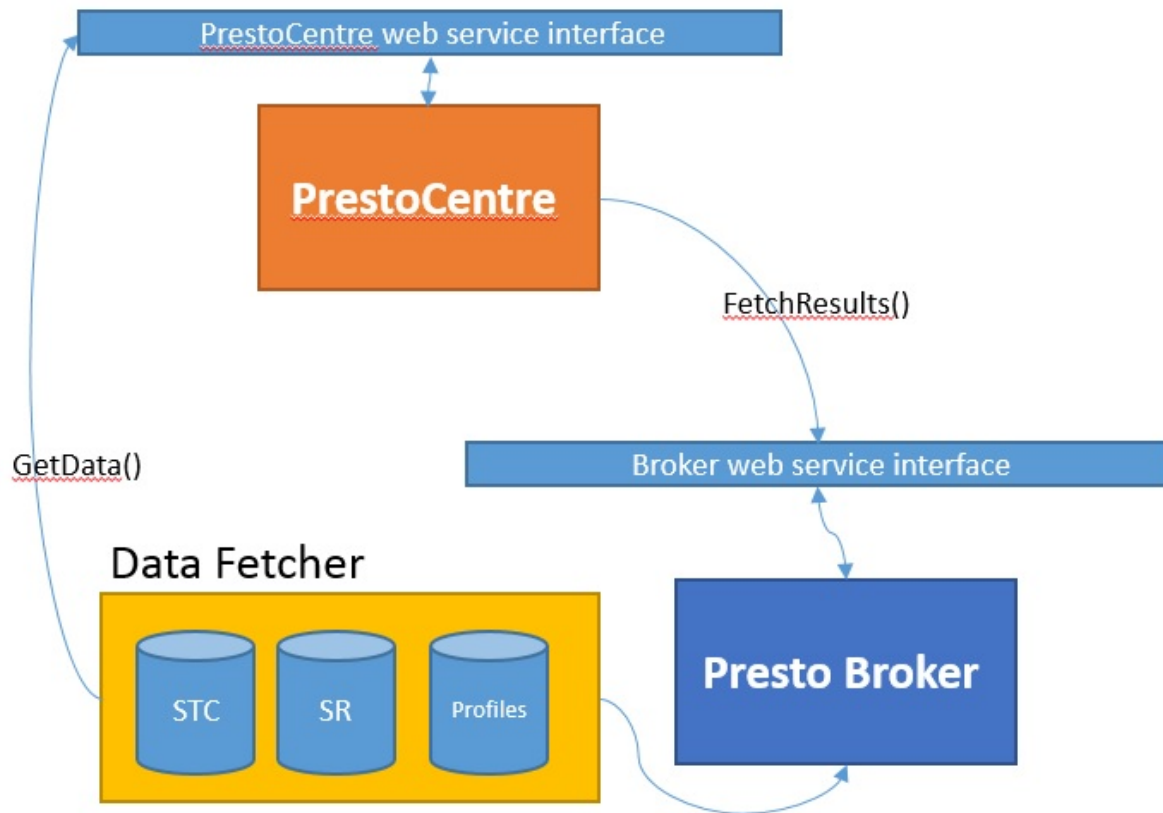 PrestoCentre web service interface
PrestoCentre
FetchResults()
GetData()
Broker web service interface
Data Fetcher
STC
SR
Profiles
Presto Broker